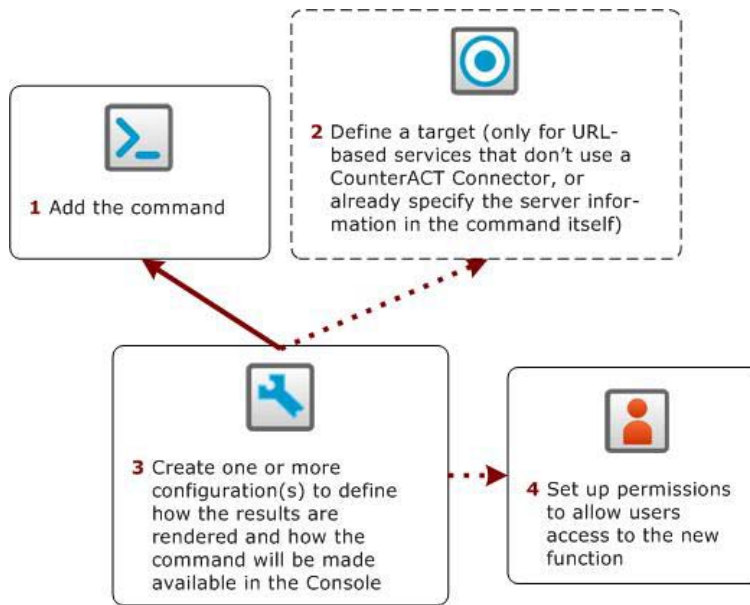 1 Add the command
2 Define a target (only for URL-
based services that don't use a
CounterACT Connector, or
already specify the server infor-
mation in the command itself)
3 Create one or more
configuration(s) to define
how the results are
rendered and how the
command will be made
available in the Console
4 Set up permissions
to allow users
access to the new
function